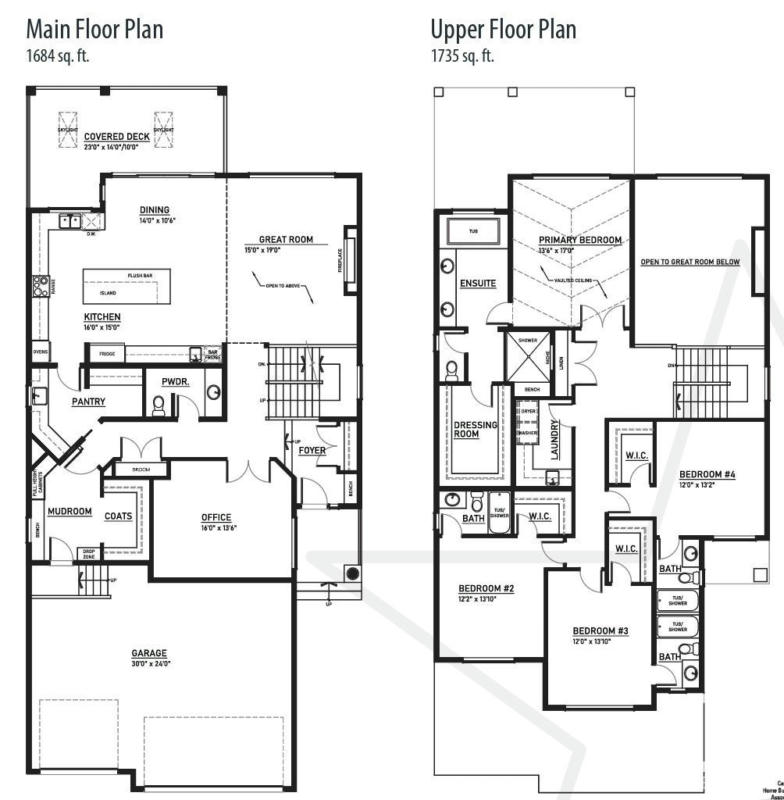 Main Floor Plan
1684 sq. ft.
SKYLIGHT
SKYLIGHT
COVERED DECK
23'0" x 14'0"/10'0"
DINING
14'0" x 10'6"
D.W.
GREAT ROOM
15'0" x 19'0"
FIREPLACE
OPEN TO ABOVE
FLUSH BAR
ISLAND
RANGE
KITCHEN
16'0" x 15'0"
OVENS
FRIDGE
BAR
FRIDGE
DN.
UP
PWDR.
PANTRY
UP
FOYER
BENCH
BROOM
FULL HEIGHT
CABINETS
BENCH
MUDROOM
COATS
DROP
ZONE
OFFICE
16'0" x 13'6"
UP
UP
GARAGE
30'0" x 24'0"
Upper Floor Plan
1735 sq. ft.
TUB
PRIMARY BEDROOM
13'6" x 17'0"
VAULTED CEILING
OPEN TO GREAT ROOM BELOW
ENSUITE
SHOWER
NICHE
LINEN
BENCH
DN
DRESSING
ROOM
DRYER
WASHER
LAUNDRY
W.I.C.
BEDROOM #4
12'0" x 13'2"
BATH
TUB/
SHOWER
W.I.C.
W.I.C.
BATH
BEDROOM #2
12'2" x 13'10"
TUB/
SHOWER
TUB/
SHOWER
BEDROOM #3
12'0" x 13'10"
BATH
Ca
Home Bu
Assoc